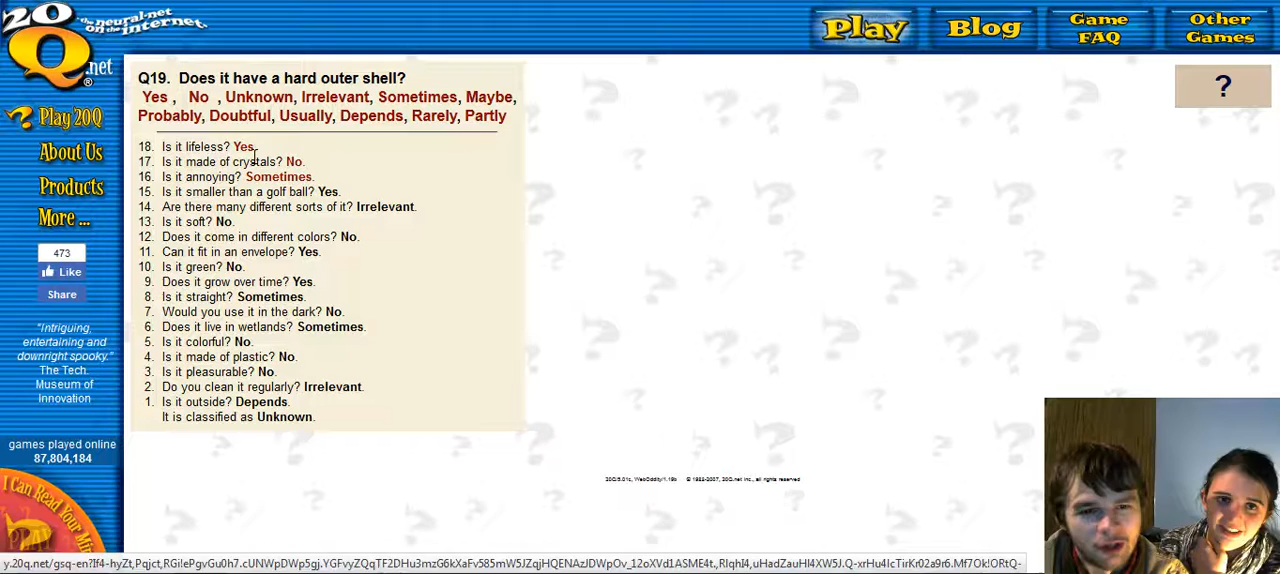 20Q
.net
®
the neural-net
on the internet.
Play
Blog
Game
FAQ
Other
Games
? Play 20Q
About Us
Products
More ...
473
Like
Share
"Intriguing,
entertaining and
downright spooky."
The Tech.
Museum of
Innovation
games played online
87,804,184
I Can Read Your Mind
PLAY
?
Q19. Does it have a hard outer shell?
Yes , No , Unknown, Irrelevant, Sometimes, Maybe,
Probably, Doubtful, Usually, Depends, Rarely, Partly
18. Is it lifeless? Yes.
17. Is it made of crystals? No.
16. Is it annoying? Sometimes.
15. Is it smaller than a golf ball? Yes.
14. Are there many different sorts of it? Irrelevant.
13. Is it soft? No.
12. Does it come in different colors? No.
11. Can it fit in an envelope? Yes.
10. Is it green? No.
9. Does it grow over time? Yes.
8. Is it straight? Sometimes.
7. Would you use it in the dark? No.
6. Does it live in wetlands? Sometimes.
5. Is it colorful? No.
4. Is it made of plastic? No.
3. Is it pleasurable? No.
2. Do you clean it regularly? Irrelevant.
1. Is it outside? Depends.
It is classified as Unknown.
© 1988-2007, 20Q.net Inc., all rights reserved